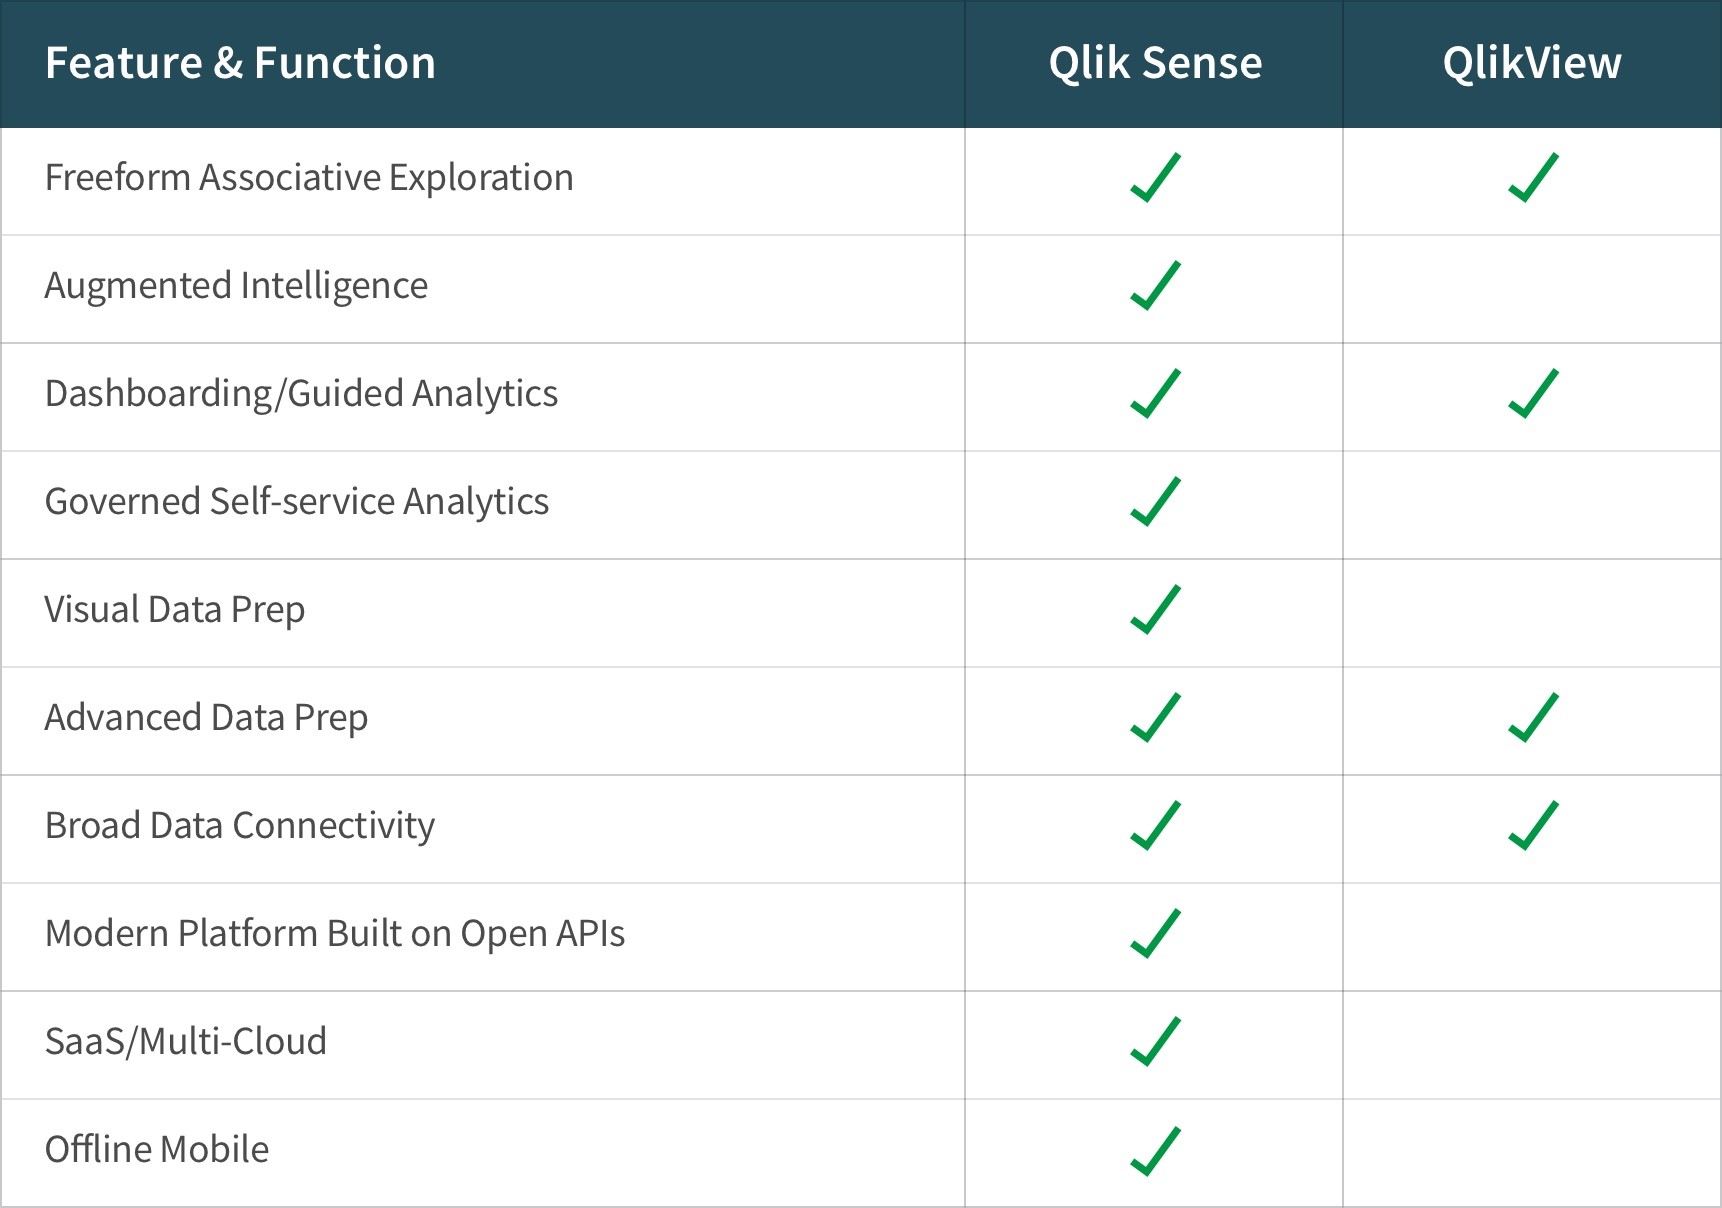 Feature & Function Qlik Sense QlikView
Freeform Associative Exploration
Augmented Intelligence
Dashboarding/Guided Analytics
Governed Self-service Analytics
Visual Data Prep
Advanced Data Prep
Broad Data Connectivity
Modern Platform Built on Open APIs
SaaS/Multi-Cloud
Offline Mobile